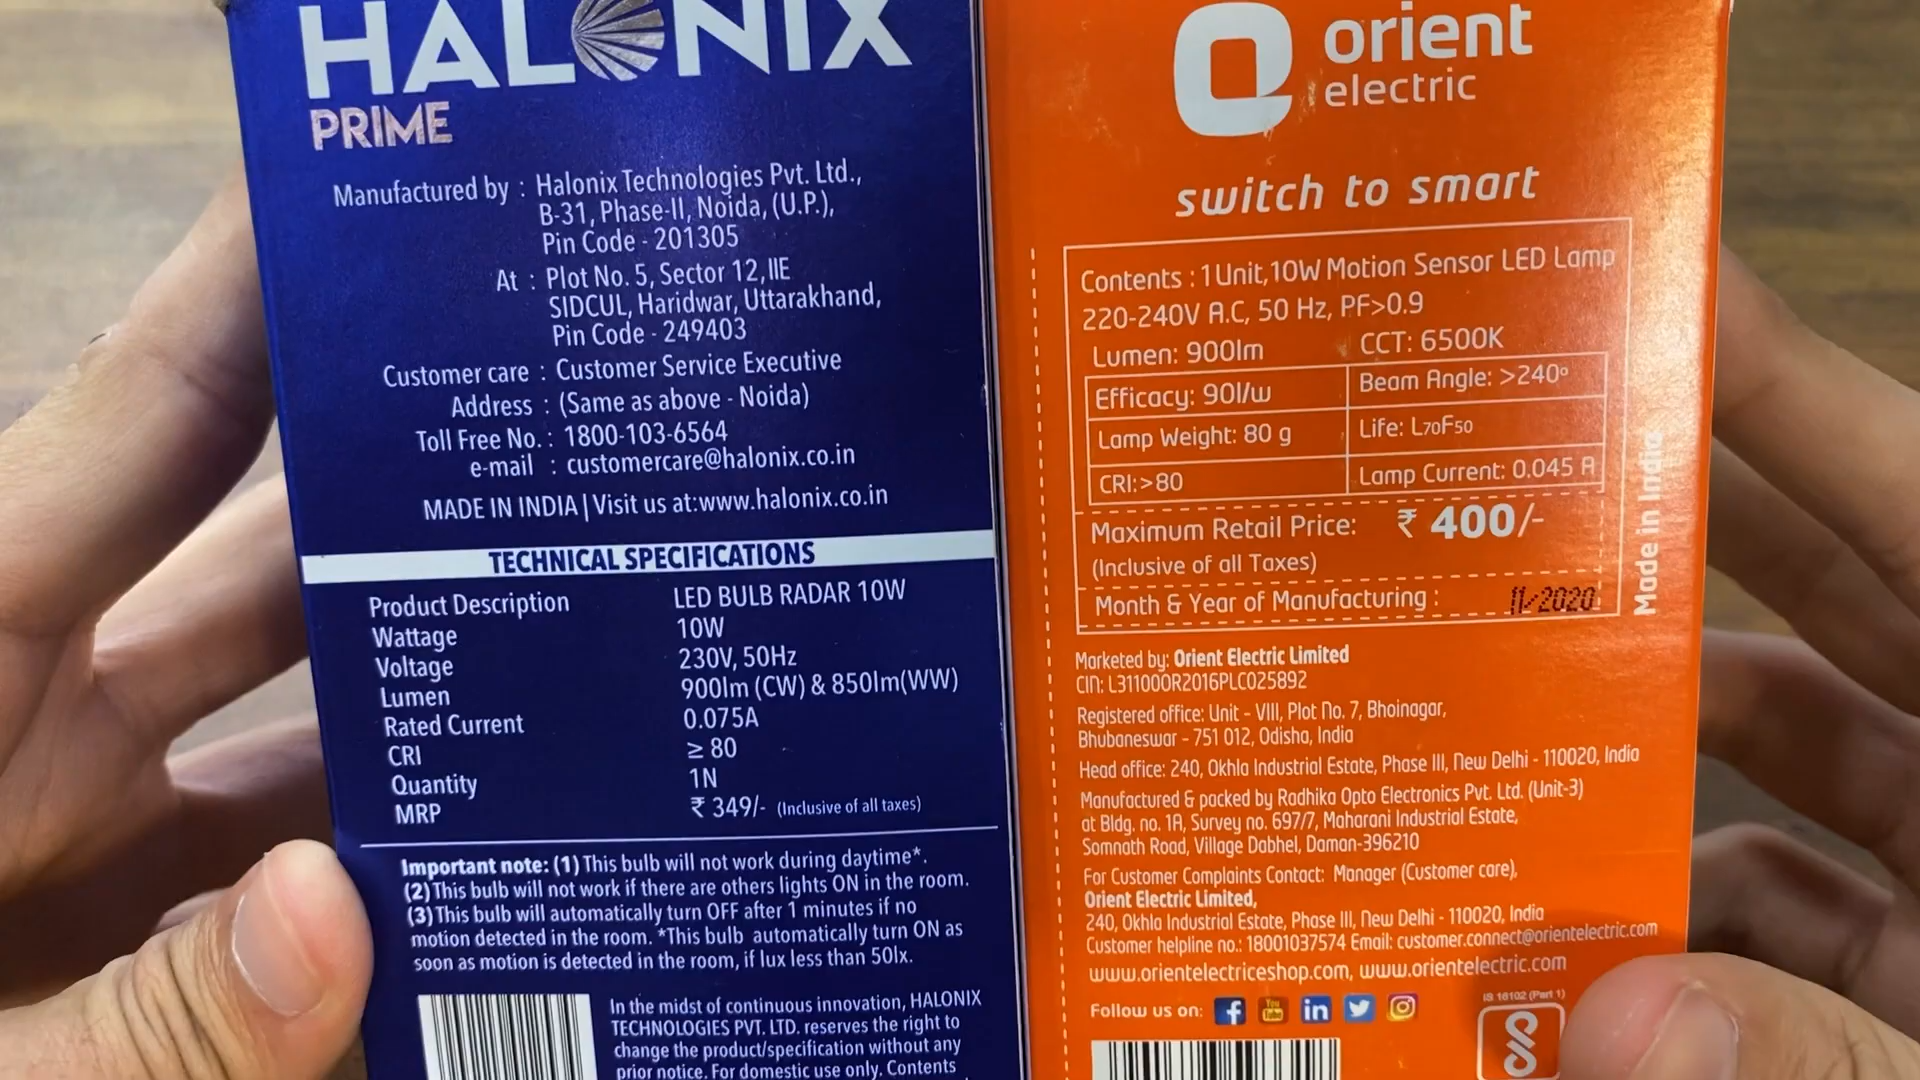 HALONIX
PRIME
Manufactured by : Halonix Technologies Pvt. Ltd.,
B-31, Phase-II, Noida, (U.P.),
Pin Code - 201305
At : Plot No. 5, Sector 12, IIE
SIDCUL, Haridwar, Uttarakhand,
Pin Code - 249403
Customer care : Customer Service Executive
Address : (Same as above - Noida)
Toll Free No. : 1800-103-6564
e-mail : customercare@halonix.co.in
MADE IN INDIA | Visit us at:www.halonix.co.in
TECHNICAL SPECIFICATIONS
Product Description LED BULB RADAR 10W
Wattage 10W
Voltage 230V, 50Hz
Lumen 900lm (CW) & 850lm(WW)
Rated Current 0.075A
CRI ≥ 80
Quantity 1N
MRP ₹ 349/- (Inclusive of all taxes)
Important note: (1) This bulb will not work during daytime*.
(2) This bulb will not work if there are others lights ON in the room.
(3) This bulb will automatically turn OFF after 1 minutes if no
motion detected in the room. *This bulb automatically turn ON as
soon as motion is detected in the room, if lux less than 50lx.
In the midst of continuous innovation, HALONIX
TECHNOLOGIES PVT. LTD. reserves the right to
change the product/specification without any
prior notice. For domestic use only. Contents
orient
electric
switch to smart
Contents : 1 Unit, 10W Motion Sensor LED Lamp
220-240V A.C, 50 Hz, PF>0.9
Lumen: 900lm CCT: 6500K
Efficacy: 90l/w Beam Angle: >240°
Lamp Weight: 80 g Life: L70F50
CRI:>80 Lamp Current: 0.045 A
Maximum Retail Price: ₹ 400/-
(Inclusive of all Taxes)
Month & Year of Manufacturing : 11/2020
Made in India
Marketed by: Orient Electric Limited
CIN: L31100OR2016PLC025892
Registered office: Unit - VIII, Plot No. 7, Bhoinagar,
Bhubaneswar - 751 012, Odisha, India
Head office: 240, Okhla Industrial Estate, Phase III, New Delhi - 110020, India
Manufactured & packed by Radhika Opto Electronics Pvt. Ltd. (Unit-3)
at Bldg. no. 1A, Survey no. 697/7, Maharani Industrial Estate,
Somnath Road, Village Dabhel, Daman-396210
For Customer Complaints Contact: Manager (Customer care),
Orient Electric Limited,
240, Okhla Industrial Estate, Phase III, New Delhi - 110020, India
Customer helpline no.: 18001037574 Email: customer.connect@orientelectric.com
www.orientelectriceshop.com, www.orientelectric.com
Follow us on: f You Tube in
IS 16102 (Part 1)